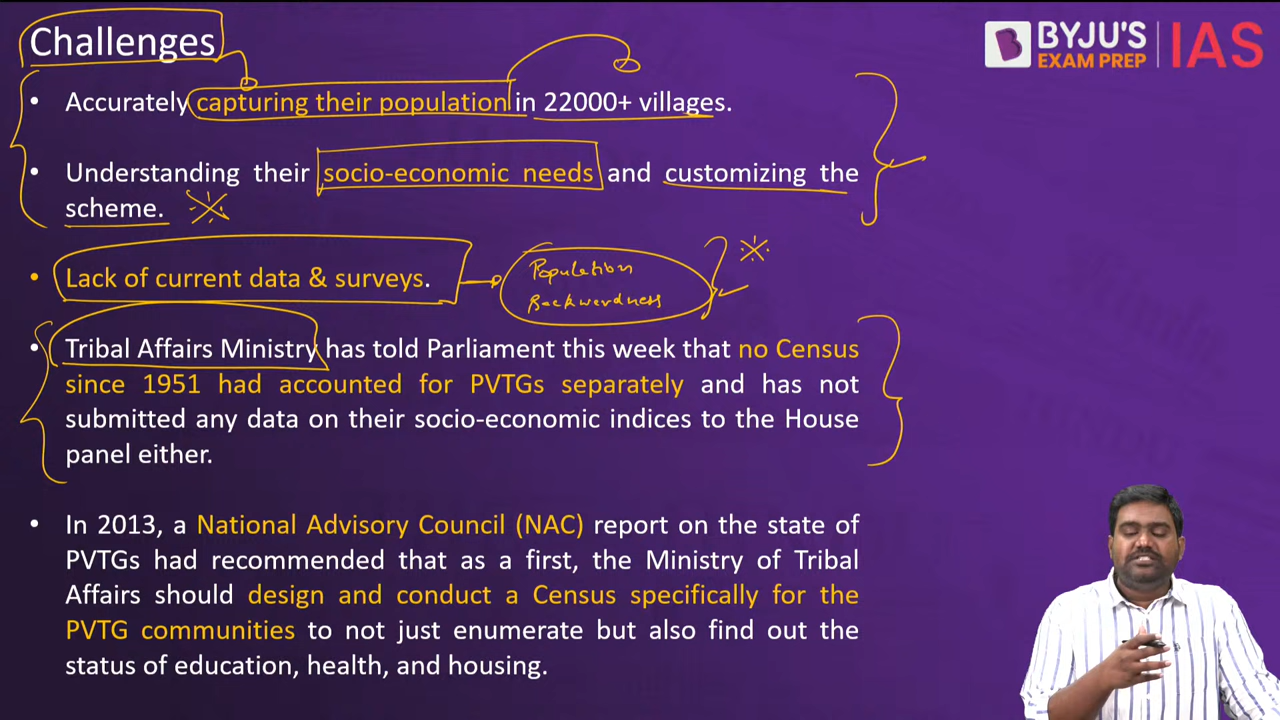 Challenges
BYJU'S
EXAM PREP
IAS
• Accurately capturing their population in 22000+ villages.
• Understanding their socio-economic needs and customizing the
scheme.
• Lack of current data & surveys.
Population
Backwardness
• Tribal Affairs Ministry has told Parliament this week that no Census
since 1951 had accounted for PVTGs separately and has not
submitted any data on their socio-economic indices to the House
panel either.
• In 2013, a National Advisory Council (NAC) report on the state of
PVTGs had recommended that as a first, the Ministry of Tribal
Affairs should design and conduct a Census specifically for the
PVTG communities to not just enumerate but also find out the
status of education, health, and housing.